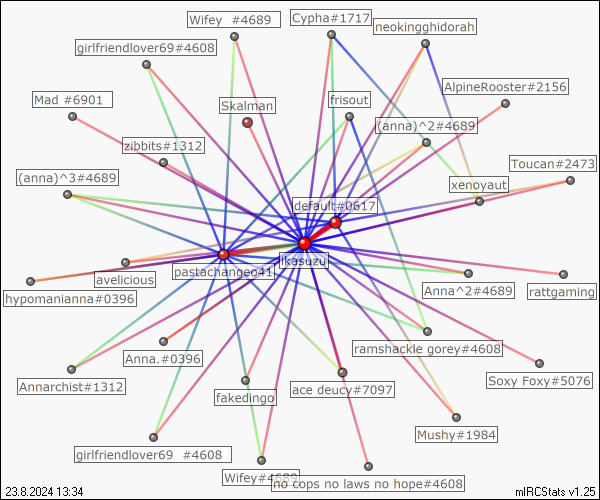 Wifey  #4689
Cypha#1717
neokingghidorah
girlfriendlover69#4608
AlpineRooster#2156
Mad #6901
Skalman
frisout
(anna)^2#4689
zibbits#1312
Toucan#2473
(anna)^3#4689
xenoyaut
default#0617
likasuzu
pastachangeo41
avelicious
Anna^2#4689
rattgaming
hypomanianna#0396
Anna.#0396
ramshackle gorey#4608
Annarchist#1312
fakedingo
ace deucy#7097
Soxy Foxy#5076
Mushy#1984
girlfriendlover69  #4608
Wifey#4689
no cops no laws no hope#4608
23.8.2024 13:34
mIRCStats v1.25